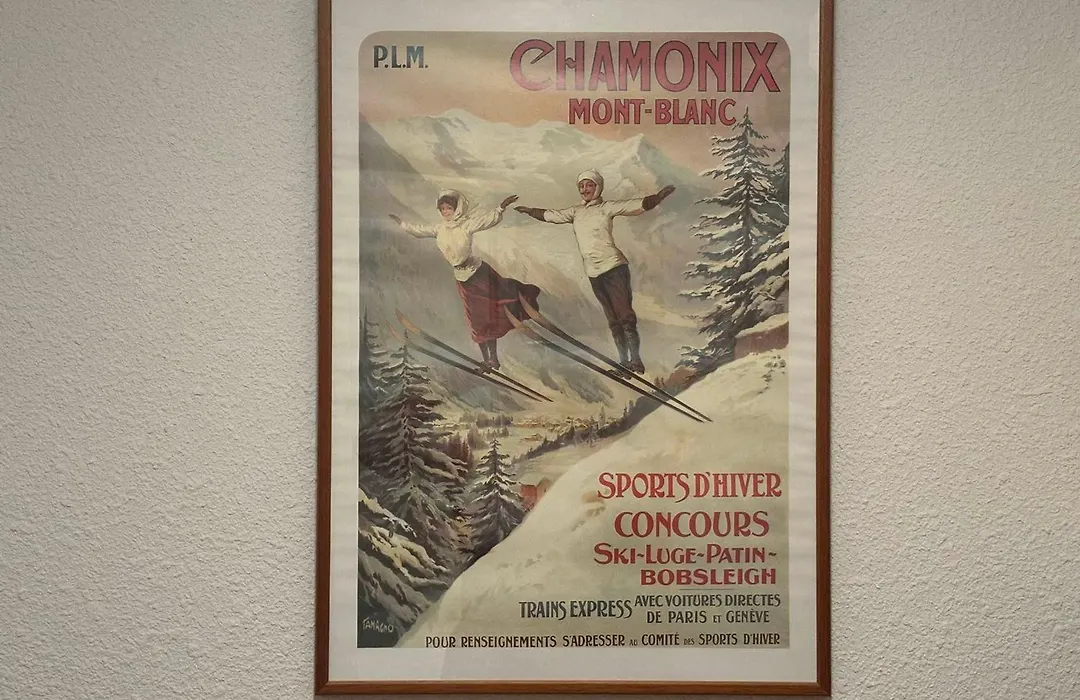 P.L.M.
CHAMONIX
MONT-BLANC
SPORTS D'HIVER
CONCOURS
SKI-LUGE-PATIN-
BOBSLEIGH
TRAINS EXPRESS AVEC VOITURES DIRECTES
DE PARIS ET GENÈVE
POUR RENSEIGNEMENTS S'ADRESSER AU COMITÉ DES SPORTS D'HIVER
TAMAGNO